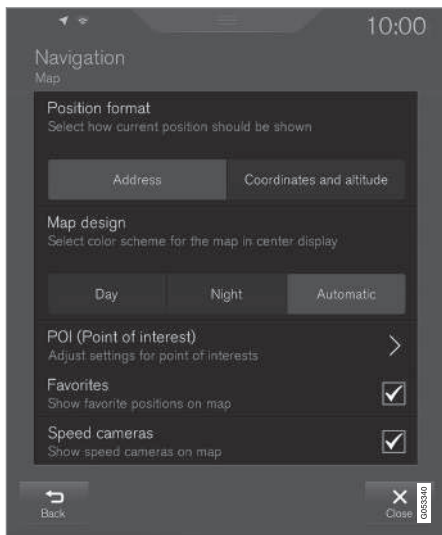 10:00
Navigation
Map
Position format
Select how current position should be shown
Address
Coordinates and altitude
Map design
Select color scheme for the map in center display
Day
Night
Automatic
POI (Point of interest)
Adjust settings for point of interests
Favorites
Show favorite positions on map
Speed cameras
Show speed cameras on map
Back
Close
G053340